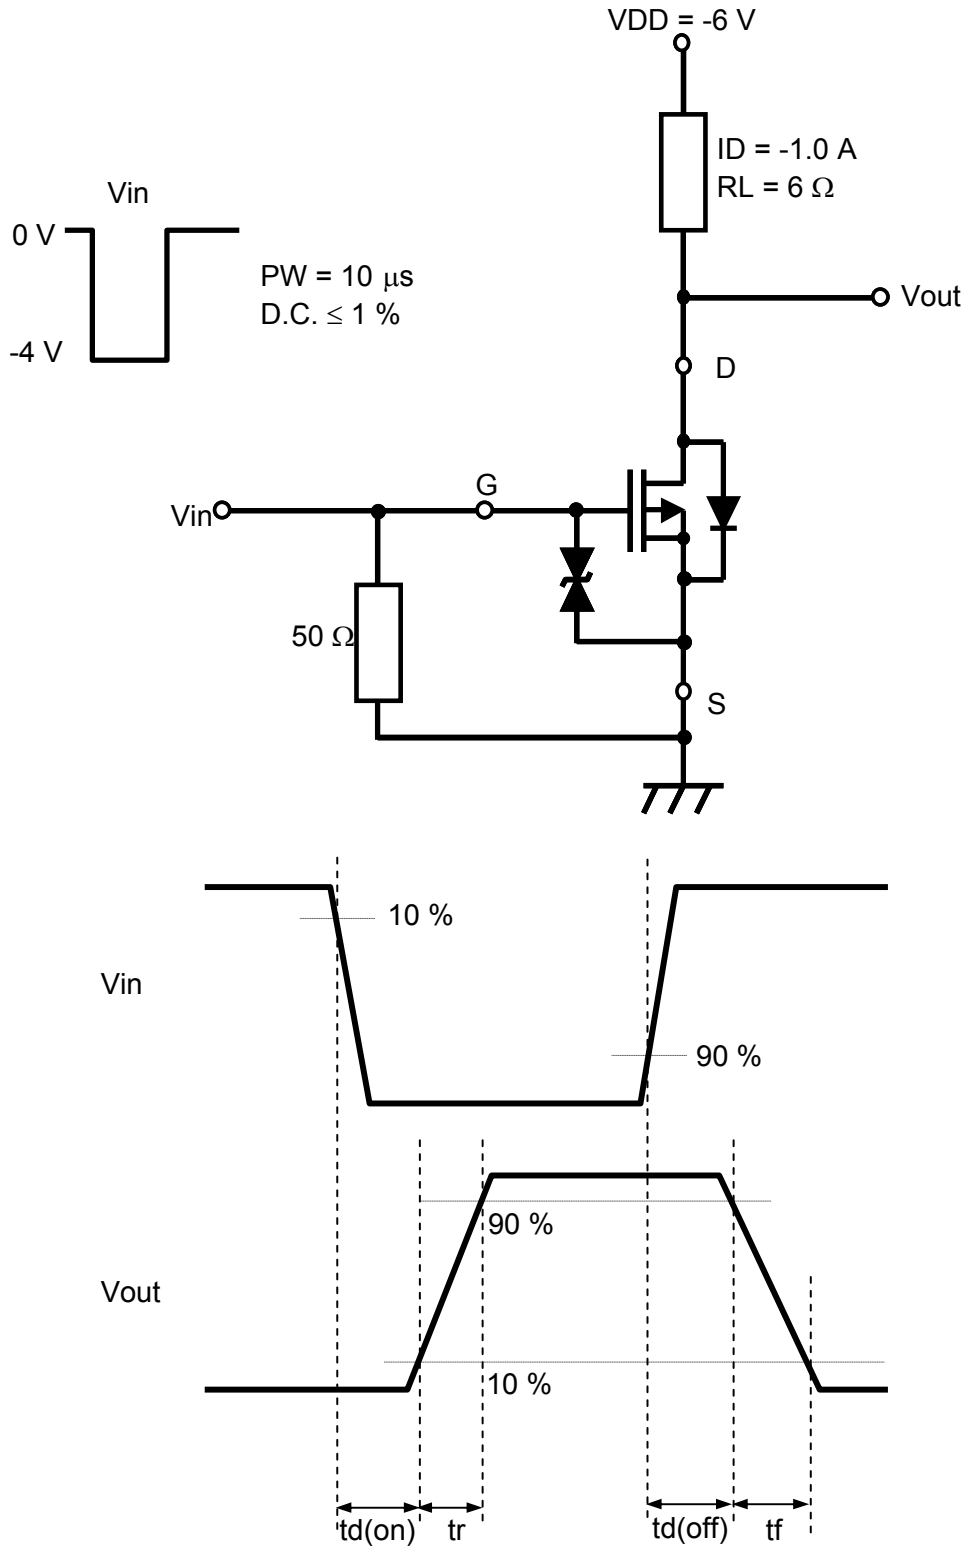 VDD = -6 V
ID = -1.0 A
RL = 6 Ω
Vin
0 V
PW = 10 μs
D.C. ≤ 1 %
-4 V
Vout
D
G
Vin
50 Ω
S
10 %
Vin
90 %
90 %
Vout
10 %
td(on)
tr
td(off)
tf